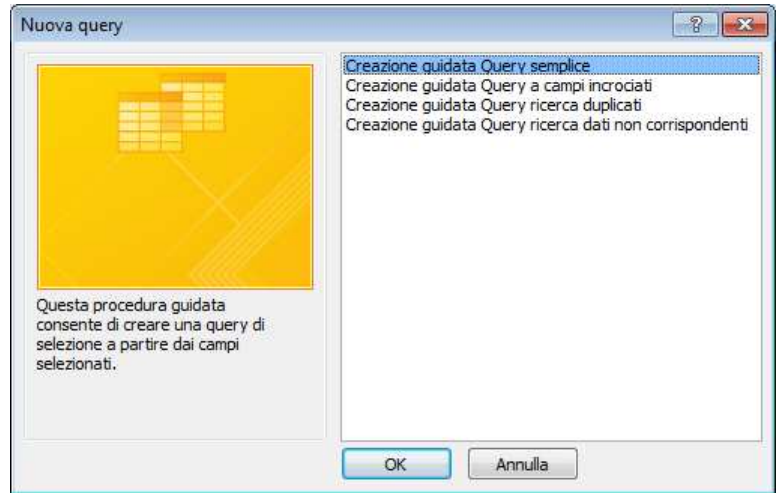 Nuova query
Creazione guidata Query semplice
Creazione guidata Query a campi incrociati
Creazione guidata Query ricerca duplicati
Creazione guidata Query ricerca dati non corrispondenti
Questa procedura guidata
consente di creare una query di
selezione a partire dai campi
selezionati.
OK
Annulla